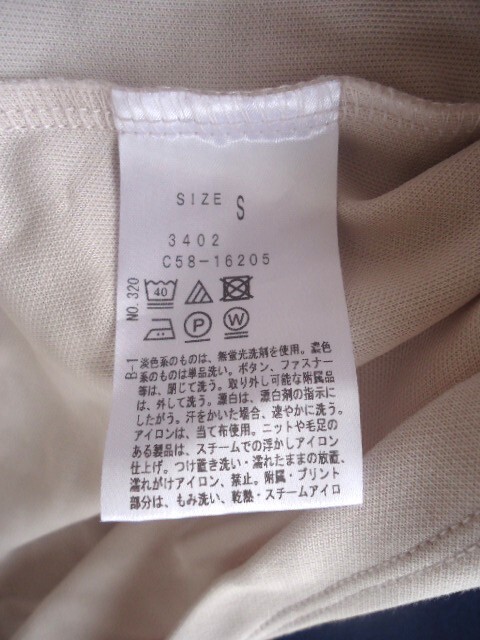 SIZE S
3402
C58-16205
NO.320
40
P
W
B-1
淡色系のものは、無蛍光洗剤を使用。濃色
系のものは単品洗い。ボタン、ファスナー
等は、閉じて洗う。取り外し可能な附属品
は、外して洗う。漂白は、漂白剤の指示に
したがう。汗をかいた場合、速やかに洗う。
アイロンは、当て布使用。ニットや毛足の
ある製品は、スチームでの浮かしアイロン
仕上げ。つけ置き洗い・濡れたままの放置、
濡れがけアイロン、禁止。附属・プリント
部分は、もみ洗い、乾熱・スチームアイロ